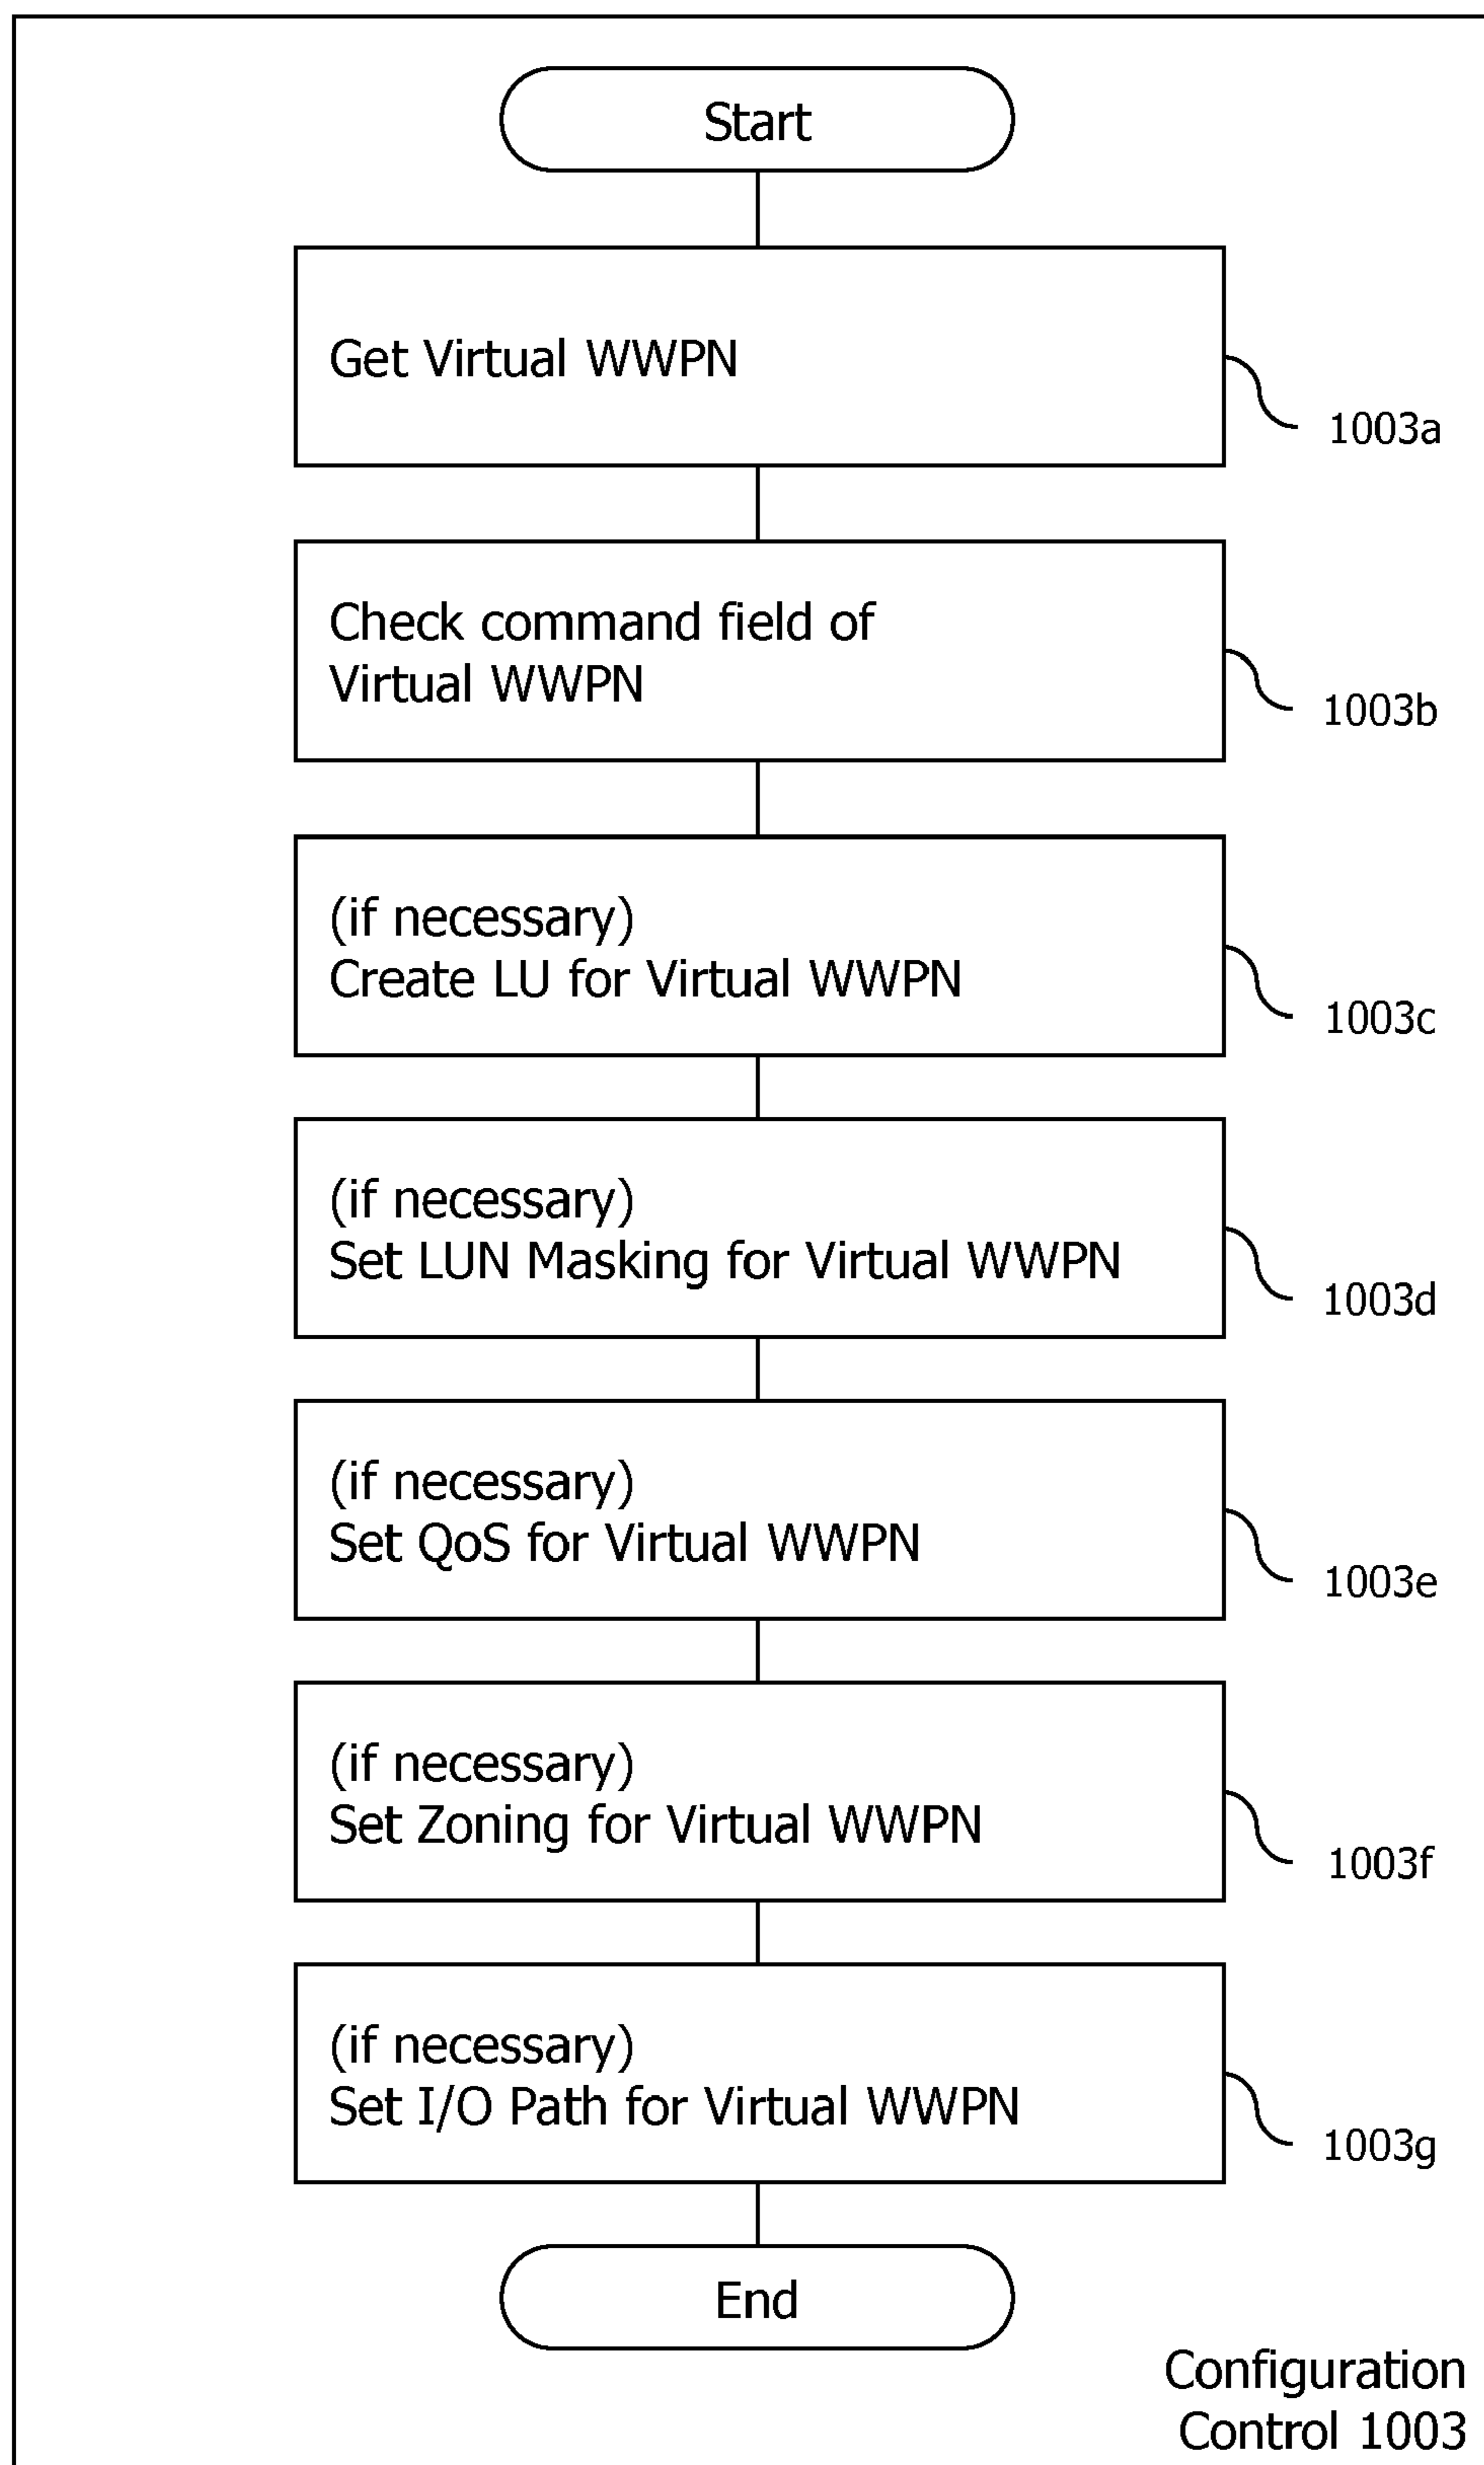 Start
Get Virtual WWPN
1003a
Check command field of
Virtual WWPN
1003b
(if necessary)
Create LU for Virtual WWPN
1003c
(if necessary)
Set LUN Masking for Virtual WWPN
1003d
(if necessary)
Set QoS for Virtual WWPN
1003e
(if necessary)
Set Zoning for Virtual WWPN
1003f
(if necessary)
Set I/O Path for Virtual WWPN
1003g
End
Configuration
Control 1003